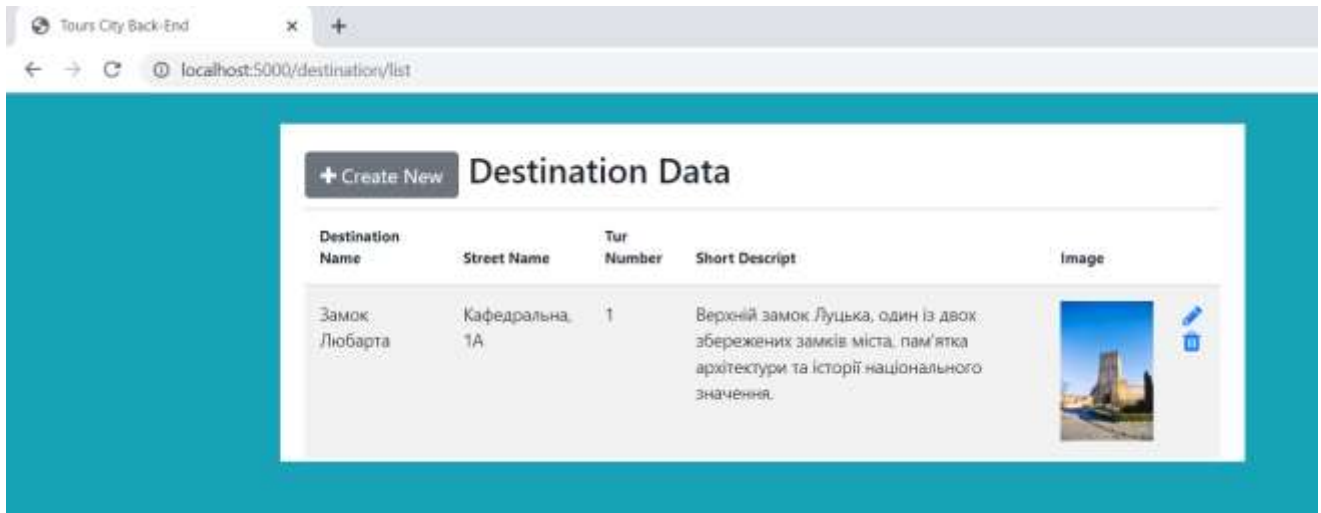 Tours City Back-End
localhost:5000/destination/list
Create New
Destination Data
Destination Name
Street Name
Tur Number
Short Descript
Image
Замок
Любарта
Кафедральна,
1А
1
Верхній замок Луцька, один із двох
збережених замків міста, пам'ятка
архітектури та історії національного
значення.